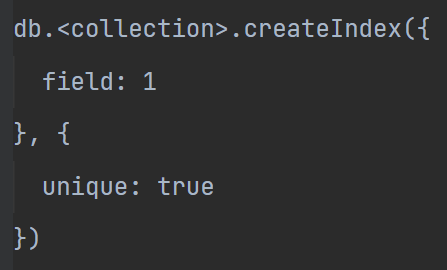 db.<collection>.createIndex({
  field: 1
}, {
  unique: true
})